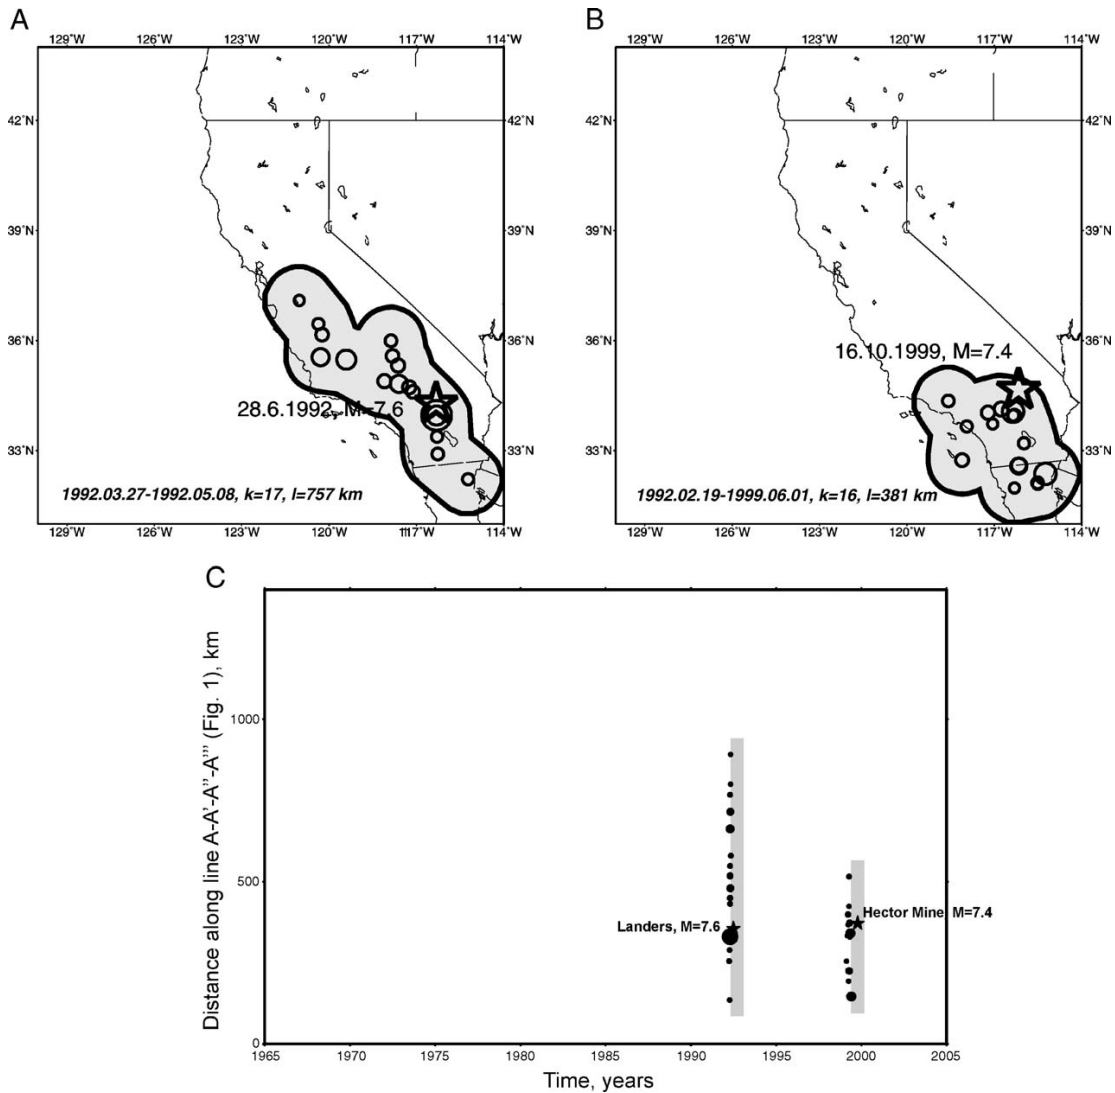 A
B
129°W 126°W 123°W 120°W 117°W 114°W
129°W 126°W 123°W 120°W 117°W 114°W
42°N 42°N 42°N
39°N 39°N 39°N
36°N 36°N 36°N
33°N 33°N 33°N
28.6.1992, M=7.6
16.10.1999, M=7.4
1992.03.27-1992.05.08, k=17, l=757 km
1992.02.19-1999.06.01, k=16, l=381 km
129°W 126°W 123°W 120°W 117°W 114°W
129°W 126°W 123°W 120°W 117°W 114°W
C
Distance along line A-A'-A''-A''' (Fig. 1), km
1000
500
0
Landers, M=7.6
Hector Mine, M=7.4
1965 1970 1975 1980 1985 1990 1995 2000 2005
Time, years